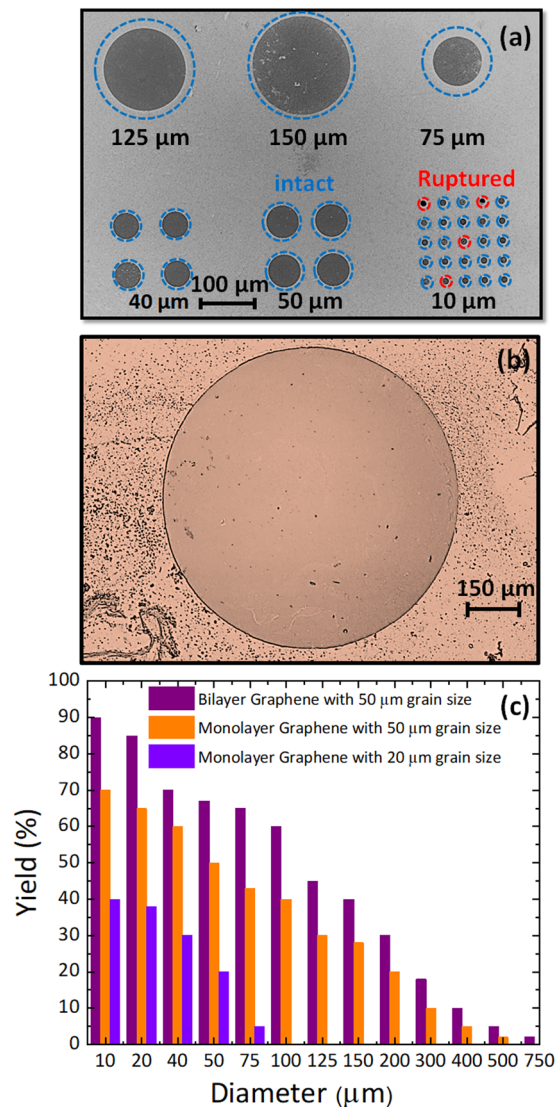 (a)
125 µm
150 µm
75 µm
intact
Ruptured
40 µm
100 µm
50 µm
10 µm
(b)
150 µm
(c)
Bilayer Graphene with 50 µm grain size
Monolayer Graphene with 50 µm grain size
Monolayer Graphene with 20 µm grain size
Yield (%)
100
90
80
70
60
50
40
30
20
10
0
10 20 40 50 75 100 125 150 200 300 400 500 750
Diameter (µm)